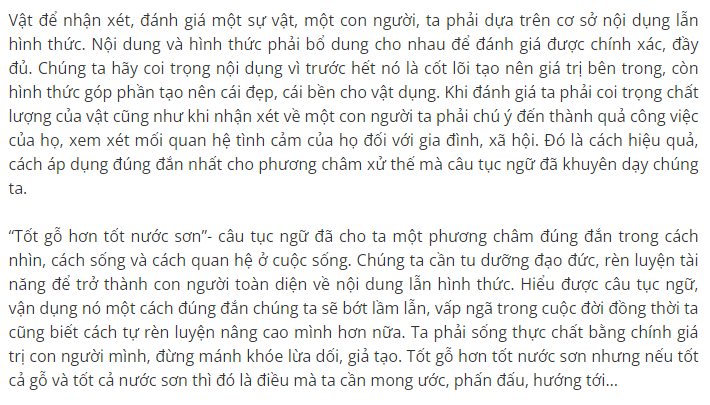 Vật để nhận xét, đánh giá một sự vật, một con người, ta phải dựa trên cơ sở nội dụng lẫn
hình thức. Nội dung và hình thức phải bổ dung cho nhau để đánh giá được chính xác, đầy
đủ. Chúng ta hãy coi trọng nội dụng vì trước hết nó là cốt lõi tạo nên giá trị bên trong, còn
hình thức góp phần tạo nên cái đẹp, cái bền cho vật dụng. Khi đánh giá ta phải coi trọng chất
lượng của vật cũng như khi nhận xét về một con người ta phải chú ý đến thành quả công việc
của họ, xem xét mối quan hệ tình cảm của họ đối với gia đình, xã hội. Đó là cách hiệu quả,
cách áp dụng đúng đắn nhất cho phương châm xử thế mà câu tục ngữ đã khuyên dạy chúng
ta.
“Tốt gỗ hơn tốt nước sơn”- câu tục ngữ đã cho ta một phương châm đúng đắn trong cách
nhìn, cách sống và cách quan hệ ở cuộc sống. Chúng ta cần tu dưỡng đạo đức, rèn luyện tài
năng để trở thành con người toàn diện về nội dung lẫn hình thức. Hiểu được câu tục ngữ,
vận dụng nó một cách đúng đắn chúng ta sẽ bớt lầm lẫn, vấp ngã trong cuộc đời đồng thời ta
cũng biết cách tự rèn luyện nâng cao mình hơn nữa. Ta phải sống thực chất bằng chính giá
trị con người mình, đừng mánh khóe lừa dối, giả tạo. Tốt gỗ hơn tốt nước sơn nhưng nếu tốt
cả gỗ và tốt cả nước sơn thì đó là điều mà ta cần mong ước, phấn đấu, hướng tới...